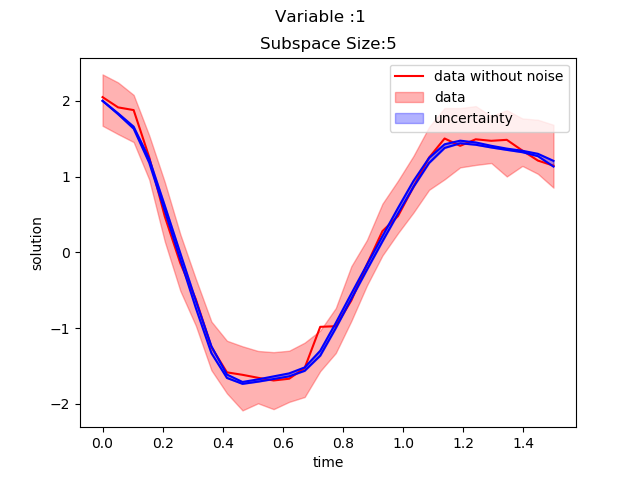 Variable :1
Subspace Size:5
data without noise
data
uncertainty
2
1
0
−1
−2
solution
0.0 0.2 0.4 0.6 0.8 1.0 1.2 1.4
time